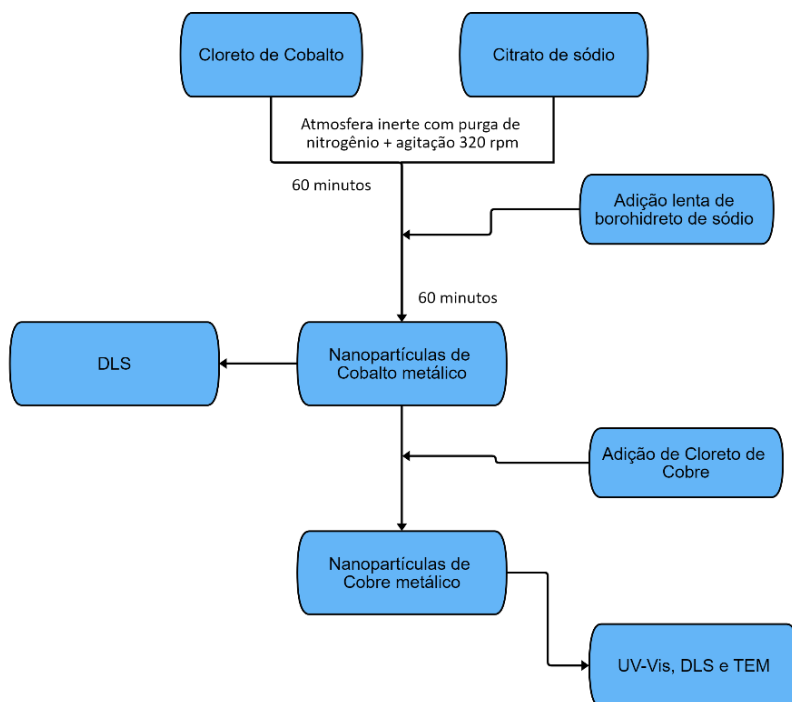 Cloreto de Cobalto
Citrato de sódio
Atmosfera inerte com purga de
nitrogênio + agitação 320 rpm
60 minutos
Adição lenta de
borohidreto de sódio
60 minutos
DLS
Nanopartículas de
Cobalto metálico
Adição de Cloreto de
Cobre
Nanopartículas de
Cobre metálico
UV-Vis, DLS e TEM